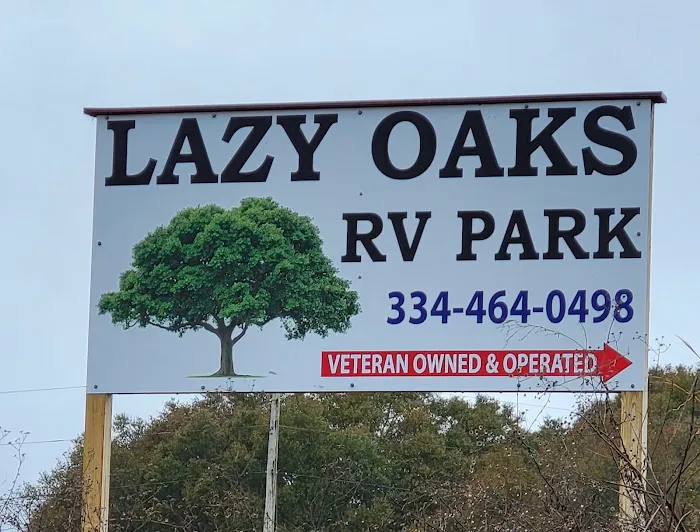 LAZY OAKS
RV PARK
334-464-0498
VETERAN OWNED & OPERATED